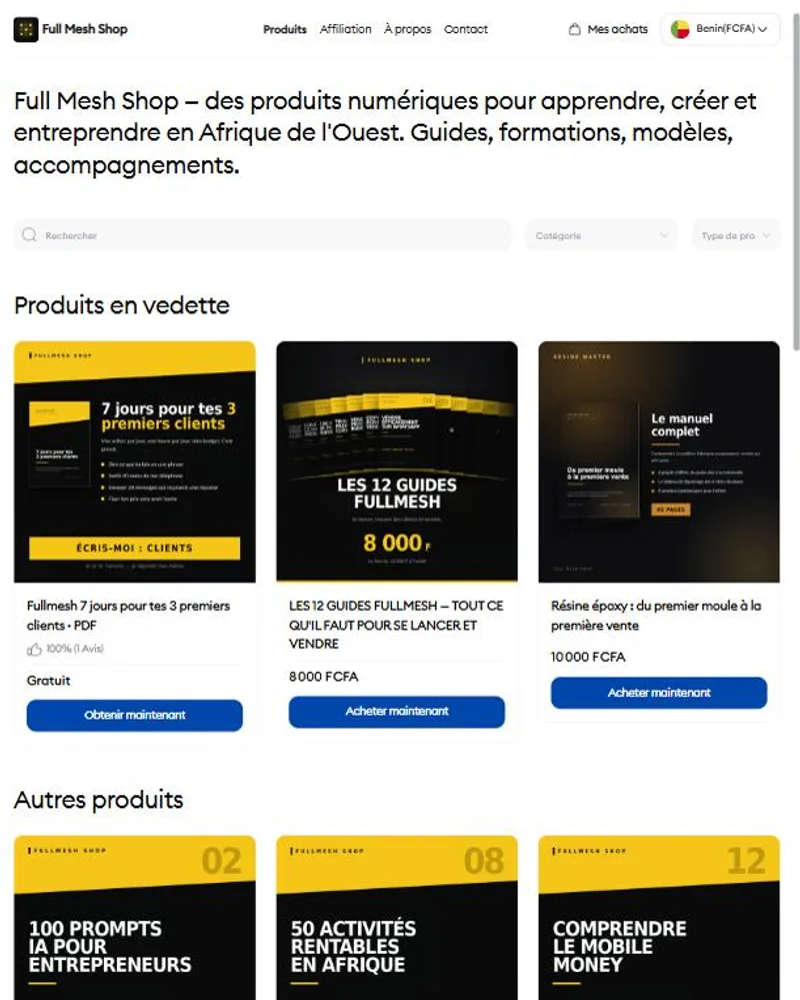 Full Mesh Shop
Produits Affiliation À propos Contact
Mes achats
Benin(FCFA)
Full Mesh Shop – des produits numériques pour apprendre, créer et
entreprendre en Afrique de l'Ouest. Guides, formations, modèles,
accompagnements.
Rechercher
Catégorie
Type de pro
Produits en vedette
FULLMESH SHOP
7 jours pour tes 3
premiers clients
ÉCRIS-MOI : CLIENTS
Fullmesh 7 jours pour tes 3 premiers
clients • PDF
100% (1 Avis)
Gratuit
Obtenir maintenant
FULLMESH SHOP
LES 12 GUIDES
FULLMESH
8 000 F
LES 12 GUIDES FULLMESH — TOUT CE
QU'IL FAUT POUR SE LANCER ET
VENDRE
8 000 FCFA
Acheter maintenant
RÉSINE MASTER
Le manuel
complet
Du premier moule
à la première vente
Résine époxy : du premier moule à la
première vente
10 000 FCFA
Acheter maintenant
Autres produits
FULLMESH SHOP
02
100 PROMPTS
IA POUR
ENTREPRENEURS
FULLMESH SHOP
08
50 ACTIVITÉS
RENTABLES
EN AFRIQUE
FULLMESH SHOP
12
COMPRENDRE
LE MOBILE
MONEY